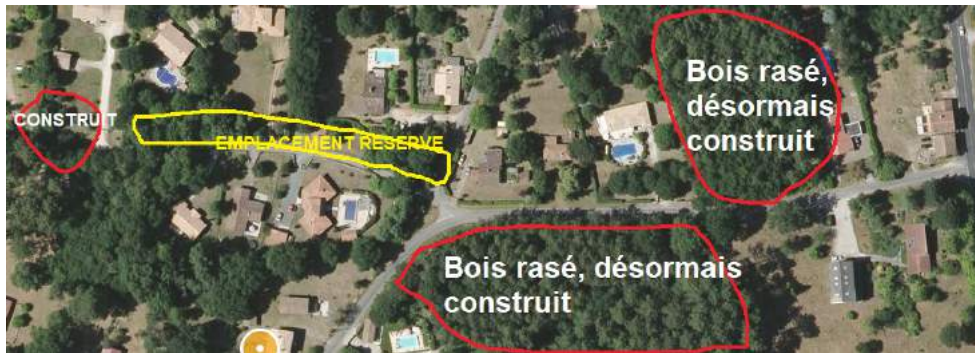 Bois rasé,
désormais
construit
CONSTRUIT
EMPLACEMENT RESERVE
Bois rasé, désormais
construit